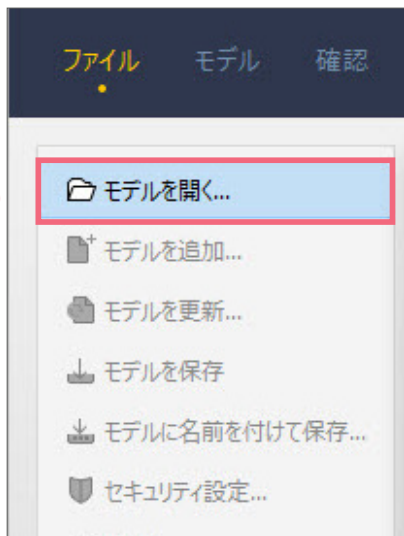 ファイル モデル 確認
モデルを開く...
モデルを追加...
モデルを更新...
モデルを保存
モデルに名前を付けて保存...
セキュリティ設定...